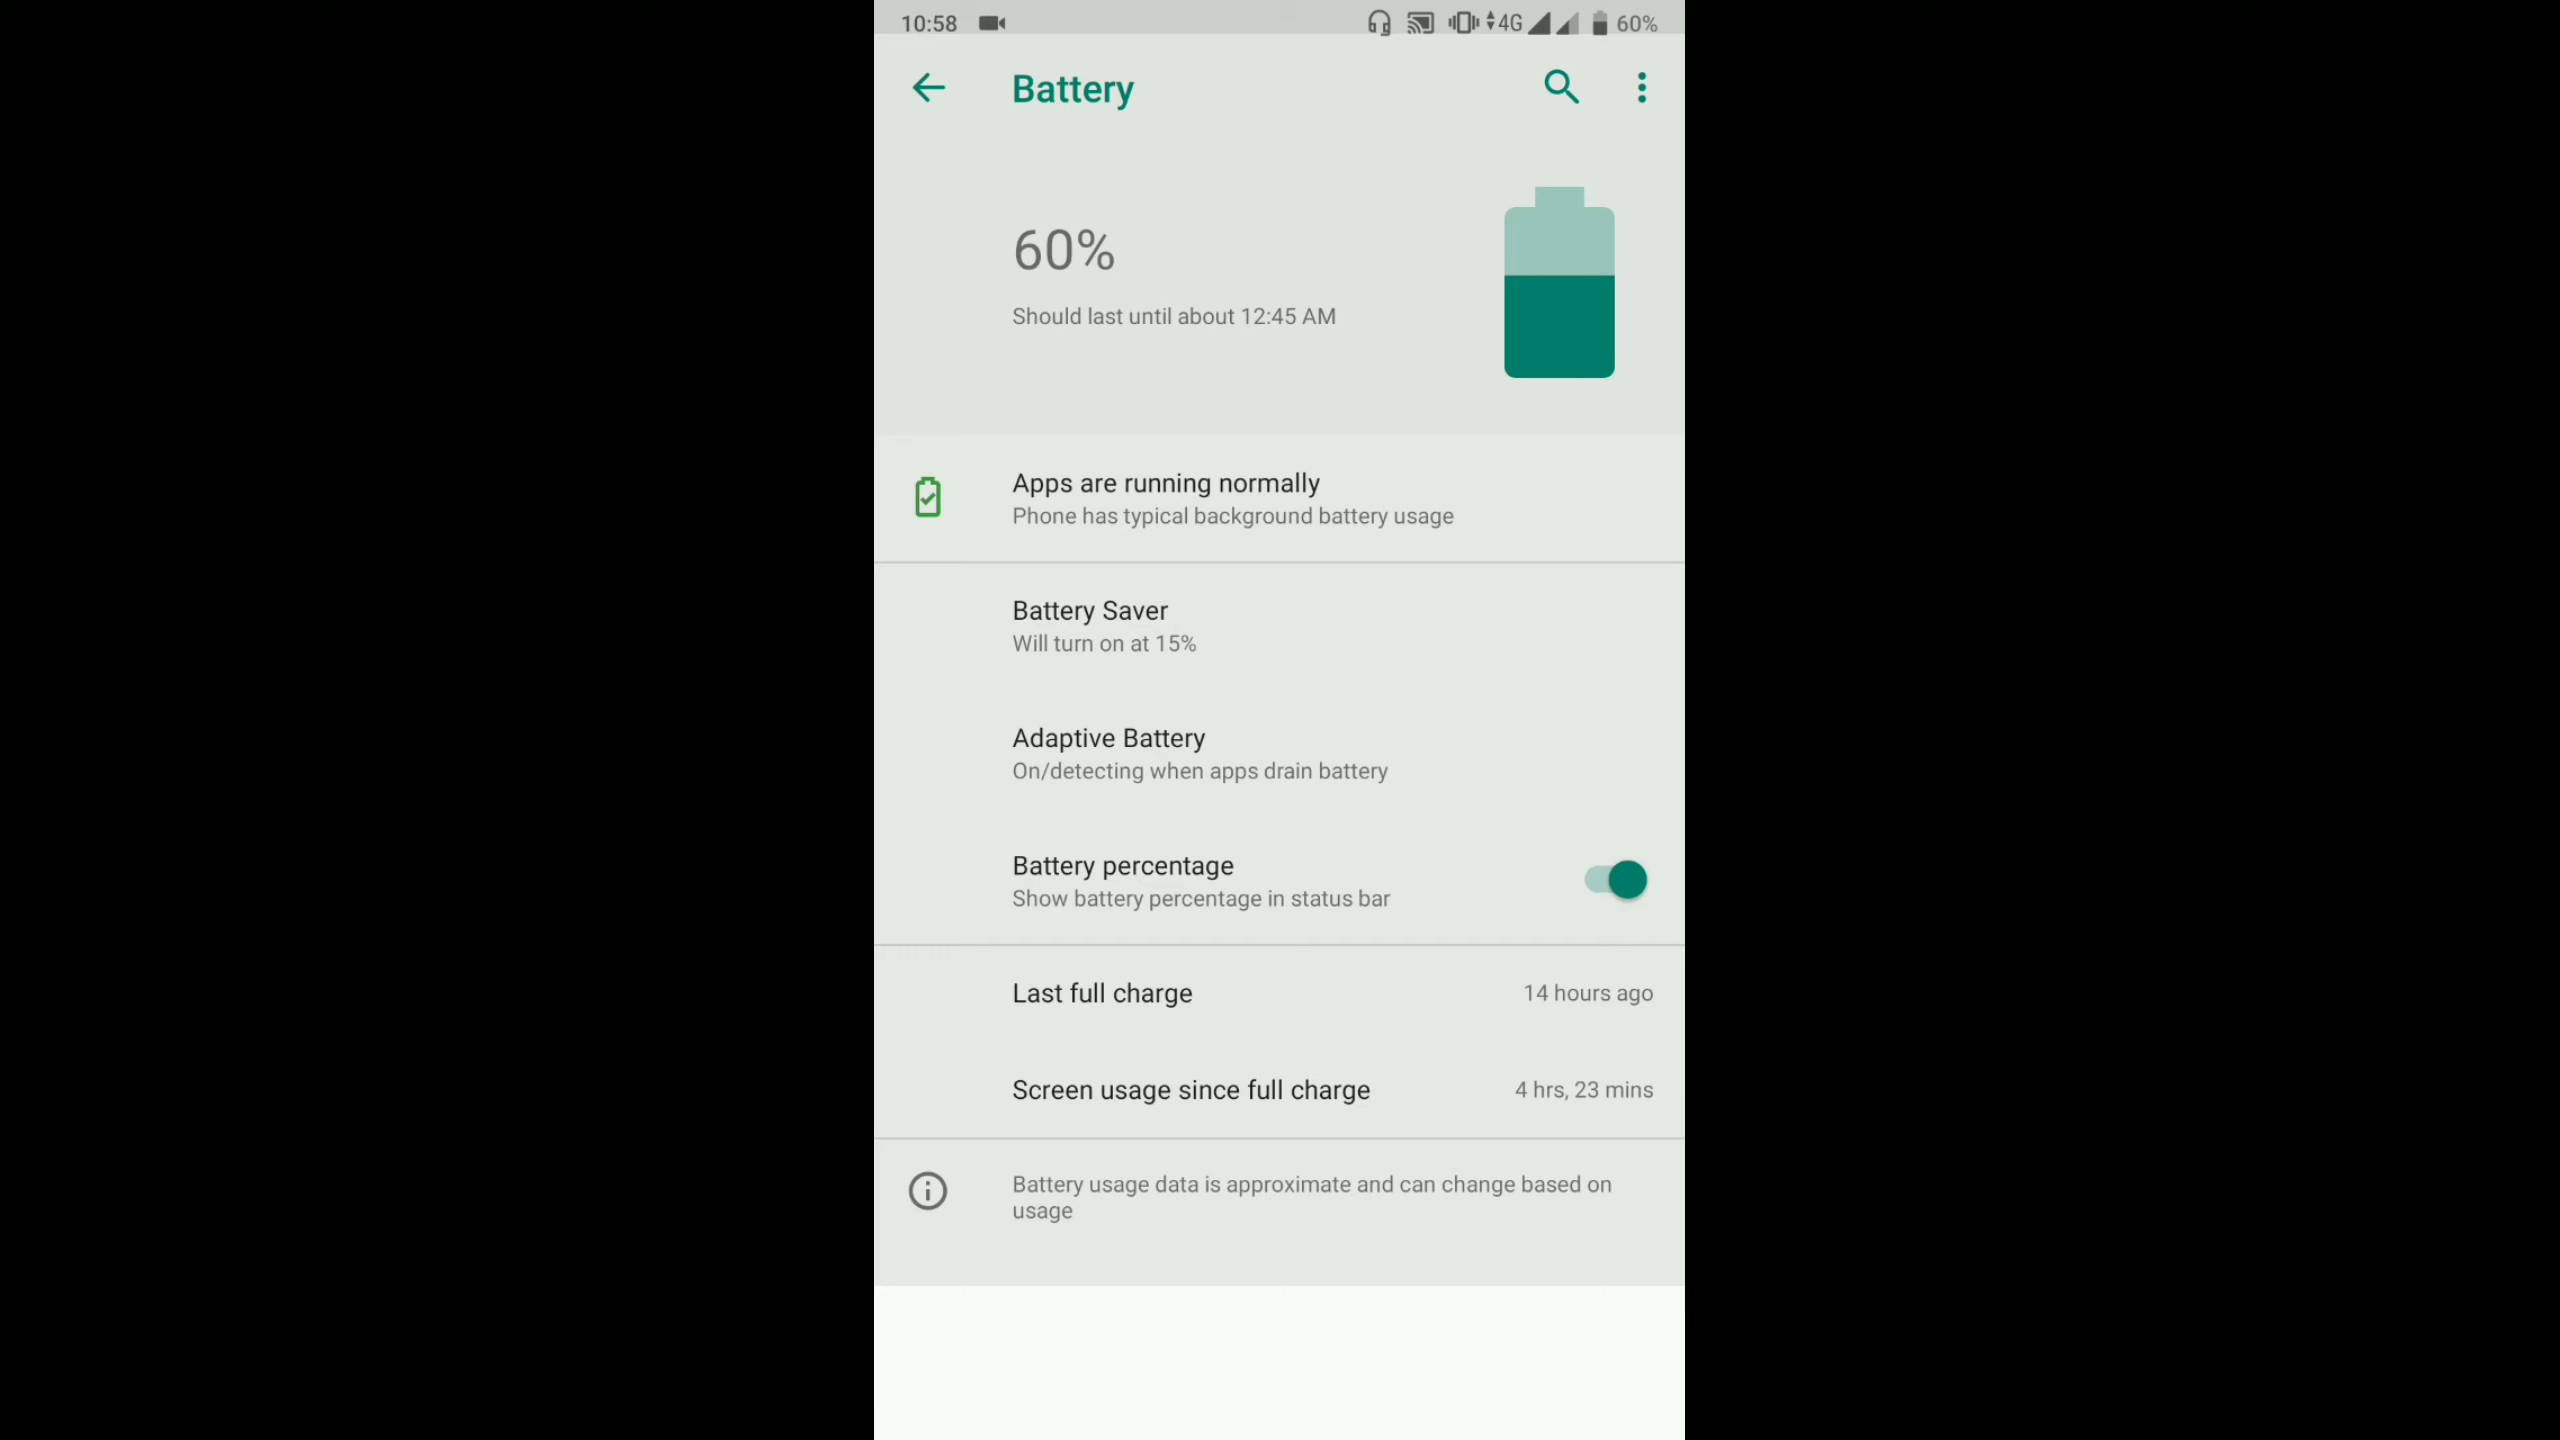 10:58 4G 60%
Battery
60%
Should last until about 12:45 AM
Apps are running normally
Phone has typical background battery usage
Battery Saver
Will turn on at 15%
Adaptive Battery
On/detecting when apps drain battery
Battery percentage
Show battery percentage in status bar
Last full charge 14 hours ago
Screen usage since full charge 4 hrs, 23 mins
Battery usage data is approximate and can change based on
usage